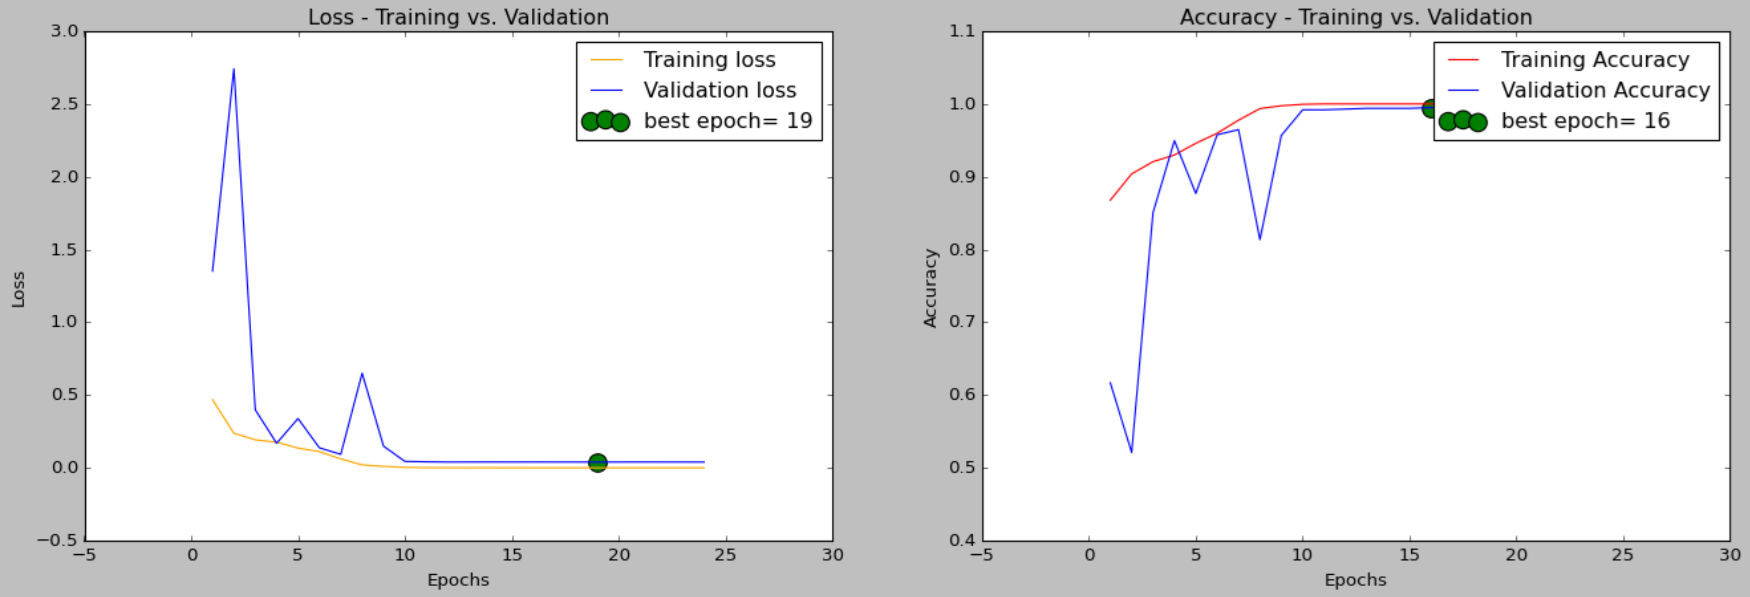 Loss - Training vs. Validation
3.0
2.5
2.0
1.5
1.0
0.5
0.0
−0.5
−5
0
5
10
15
20
25
30
Loss
Epochs
Training loss
Validation loss
best epoch= 19
Accuracy - Training vs. Validation
1.1
1.0
0.9
0.8
0.7
0.6
0.5
0.4
−5
0
5
10
15
20
25
30
Accuracy
Epochs
Training Accuracy
Validation Accuracy
best epoch= 16